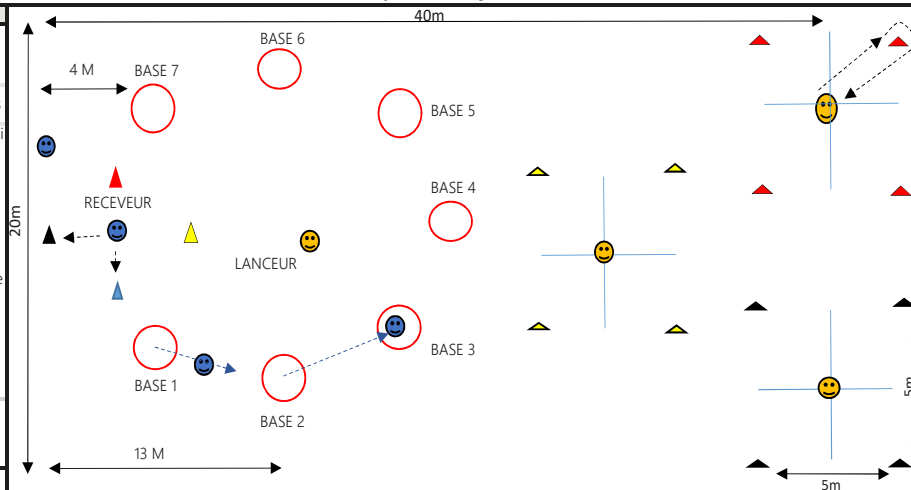 40m
BASE 6
4 M
BASE 7
BASE 5
BASE 4
RECEVEUR
20m
LANCEUR
BASE 3
BASE 1
BASE 2
13 M
5m
5m